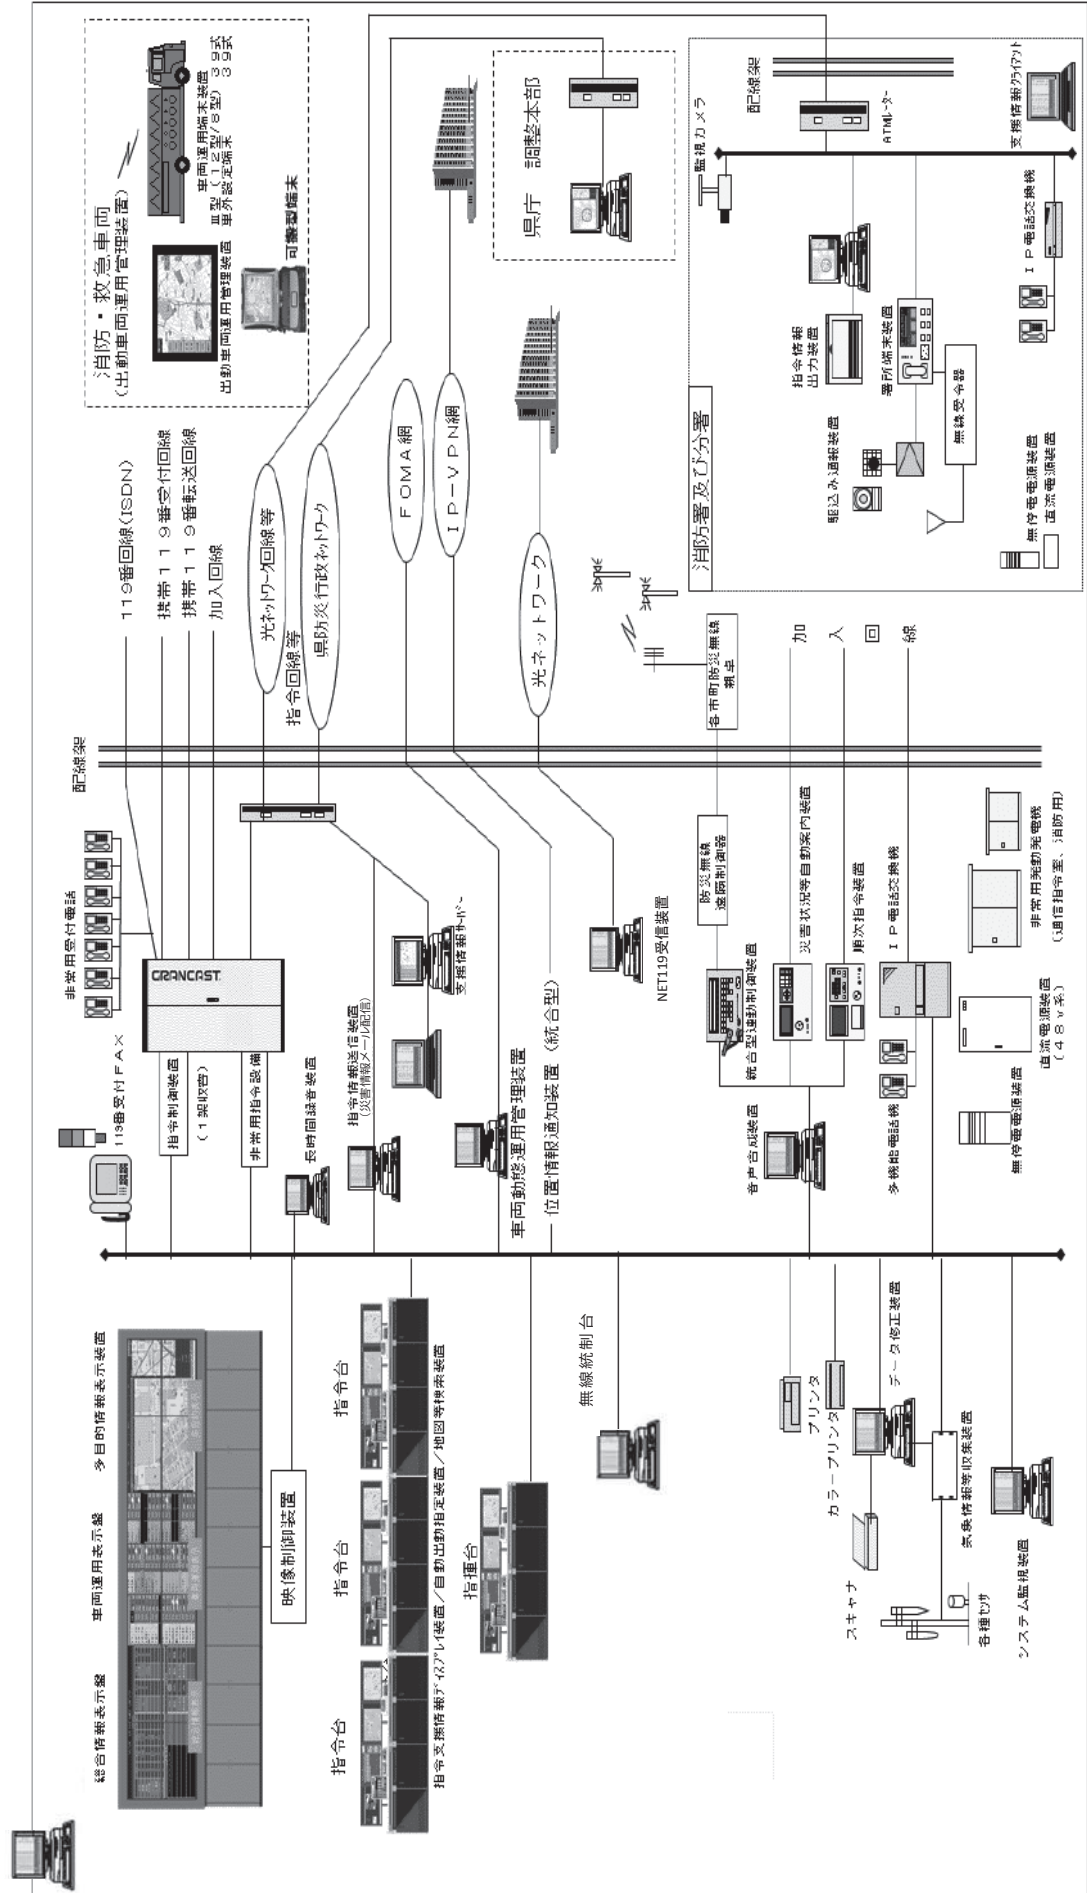 総合情報表示盤
車両運用表示盤
多目的情報表示装置
映像制御装置
指令台
指令台
指令台
指令支援情報ディスプレイ装置／自動出動指定装置／地図等検索装置
指揮台
無線統制台
プリンタ
カラープリンタ
データ修正装置
スキャナ
気象情報等収集装置
各種センサ
システム監視装置
119番受付FAX
非常用受付電話
指令制御装置
（1架収容）
非常用指令設備
GRANCAST
長時間録音装置
指令情報送信装置
（災害情報メール配信）
支援情報サーバー
車両動態運用管理装置
位置情報通知装置（統合型）
NET119受信装置
音声合成装置
統合型連動制御装置
防災無線
遠隔制御器
災害状況等自動案内装置
順次指令装置
IP電話交換機
多機能電話機
無停電電源装置
直流電源装置
（48v系）
非常用発動発電機
（通信指令室、消防用）
配線架
119番回線(ISDN)
携帯119番受付回線
携帯119番転送回線
加入回線
光ネットワーク回線等
指令回線等
県防災行政ネットワーク
FOMA網
IP－VPN網
光ネットワーク
各市町防災無線
親卓
加入回線
消防・救急車両
（出動車両運用管理装置）
車両運用端末装置
Ⅲ型（12型/8型） 39式
車外設定端末 39式
出動車両運用管理装置
可搬型端末
県庁 調整本部
消防署及び分署
配線架
監視カメラ
ATMルーター
支援情報クライアント
指令情報
出力装置
署所端末装置
IP電話交換機
駆込み通報装置
無線受令器
無停電電源装置
直流電源装置